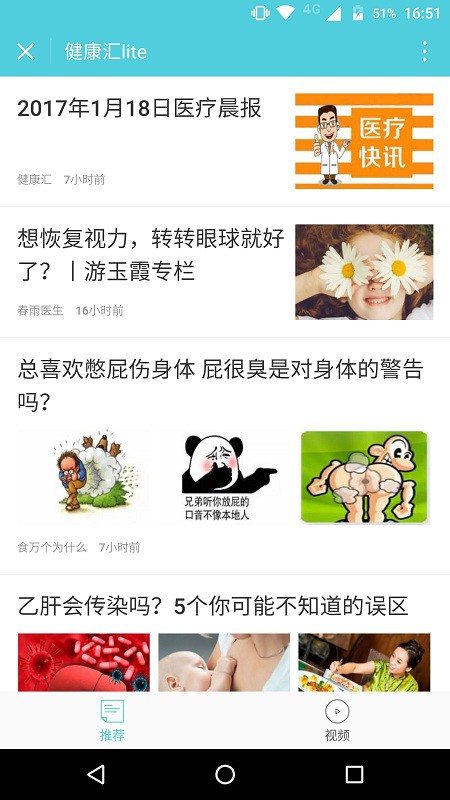 4G 51% 16:51
健康汇lite
2017年1月18日医疗晨报
医疗
快讯
健康汇 7小时前
想恢复视力，转转眼球就好
了？丨游玉霞专栏
春雨医生 16小时前
总喜欢憋屁伤身体 屁很臭是对身体的警告
吗？
兄弟听你放屁的
口音不像本地人
食万个为什么 7小时前
乙肝会传染吗？5个你可能不知道的误区
推荐 视频